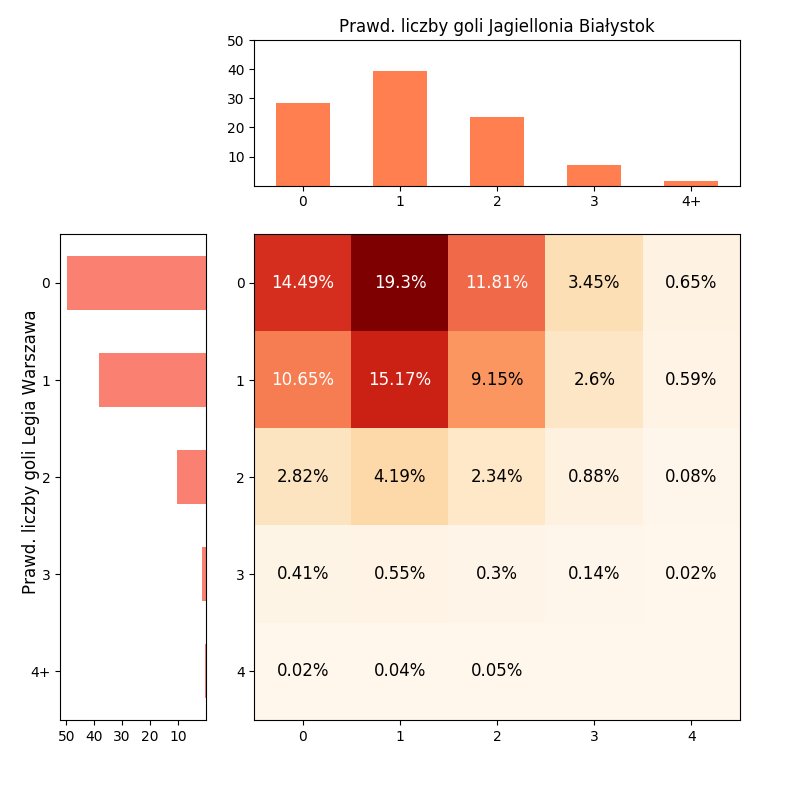 Prawd. liczby goli Jagiellonia Białystok
50
40
30
20
10
0 1 2 3 4+
Prawd. liczby goli Legia Warszawa
0
1
2
3
4+
50 40 30 20 10
0 14.49% 19.3% 11.81% 3.45% 0.65%
1 10.65% 15.17% 9.15% 2.6% 0.59%
2 2.82% 4.19% 2.34% 0.88% 0.08%
3 0.41% 0.55% 0.3% 0.14% 0.02%
4 0.02% 0.04% 0.05%
0 1 2 3 4